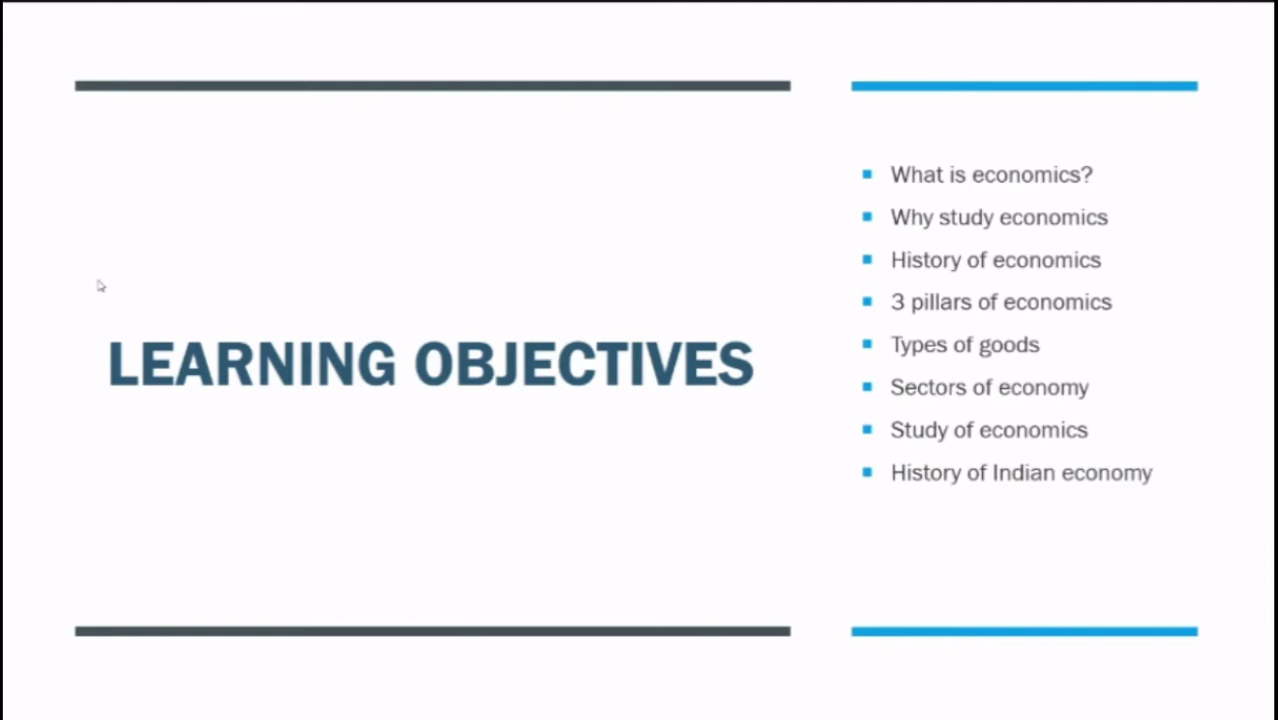 LEARNING OBJECTIVES
What is economics?
Why study economics
History of economics
3 pillars of economics
Types of goods
Sectors of economy
Study of economics
History of Indian economy